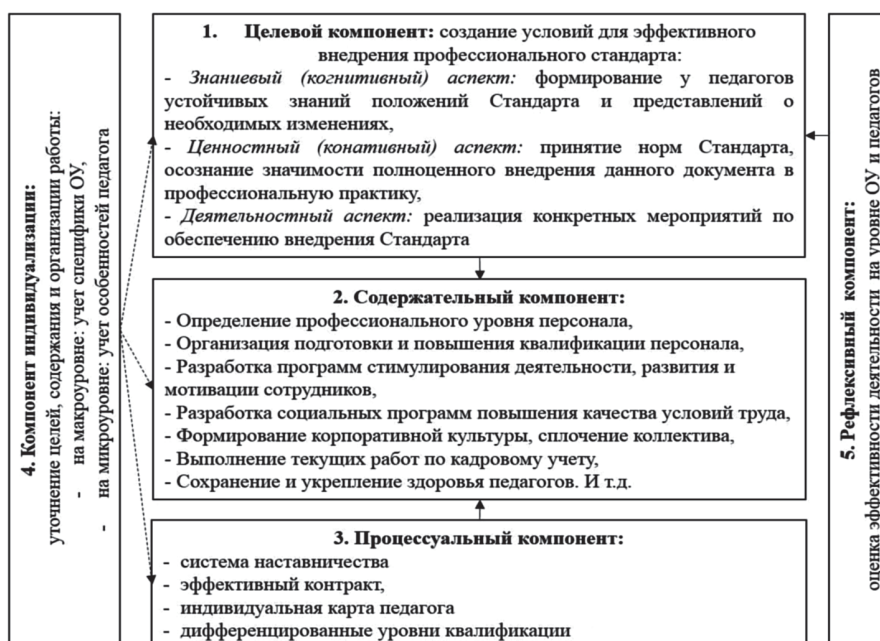 4. Компонент индивидуализации:
уточнение целей, содержания и организации работы:
- на макроуровне: учет специфики ОУ,
- на микроуровне: учет особенностей педагога
1. Целевой компонент: создание условий для эффективного
внедрения профессионального стандарта:
- Знаниевый (когнитивный) аспект: формирование у педагогов
устойчивых знаний положений Стандарта и представлений о
необходимых изменениях,
- Ценностный (конативный) аспект: принятие норм Стандарта,
осознание значимости полноценного внедрения данного документа в
профессиональную практику,
- Деятельностный аспект: реализация конкретных мероприятий по
обеспечению внедрения Стандарта
2. Содержательный компонент:
- Определение профессионального уровня персонала,
- Организация подготовки и повышения квалификации персонала,
- Разработка программ стимулирования деятельности, развития и
мотивации сотрудников,
- Разработка социальных программ повышения качества условий труда,
- Формирование корпоративной культуры, сплочение коллектива,
- Выполнение текущих работ по кадровому учету,
- Сохранение и укрепление здоровья педагогов. И т.д.
3. Процессуальный компонент:
- система наставничества
- эффективный контракт,
- индивидуальная карта педагога
- дифференцированные уровни квалификации
5. Рефлексивный компонент:
оценка эффективности деятельности на уровне ОУ и педагогов